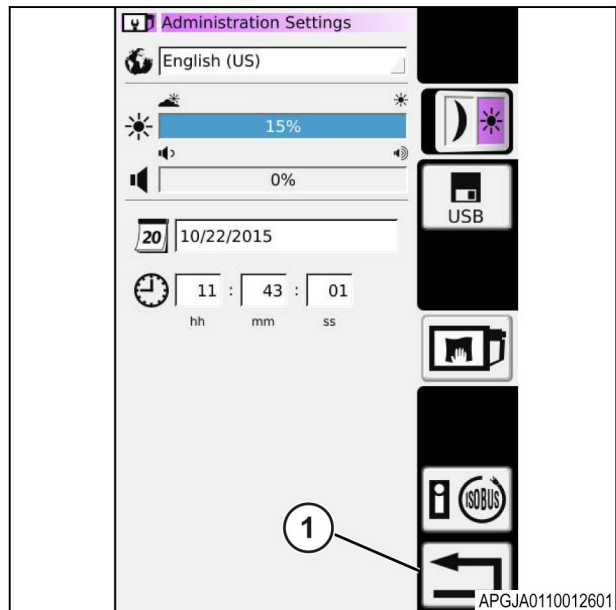 Administration Settings
English (US)
15%
0%
USB
20 10/22/2015
11 : 43 : 01
hh mm ss
ISOBUS
1
APGJA0110012601